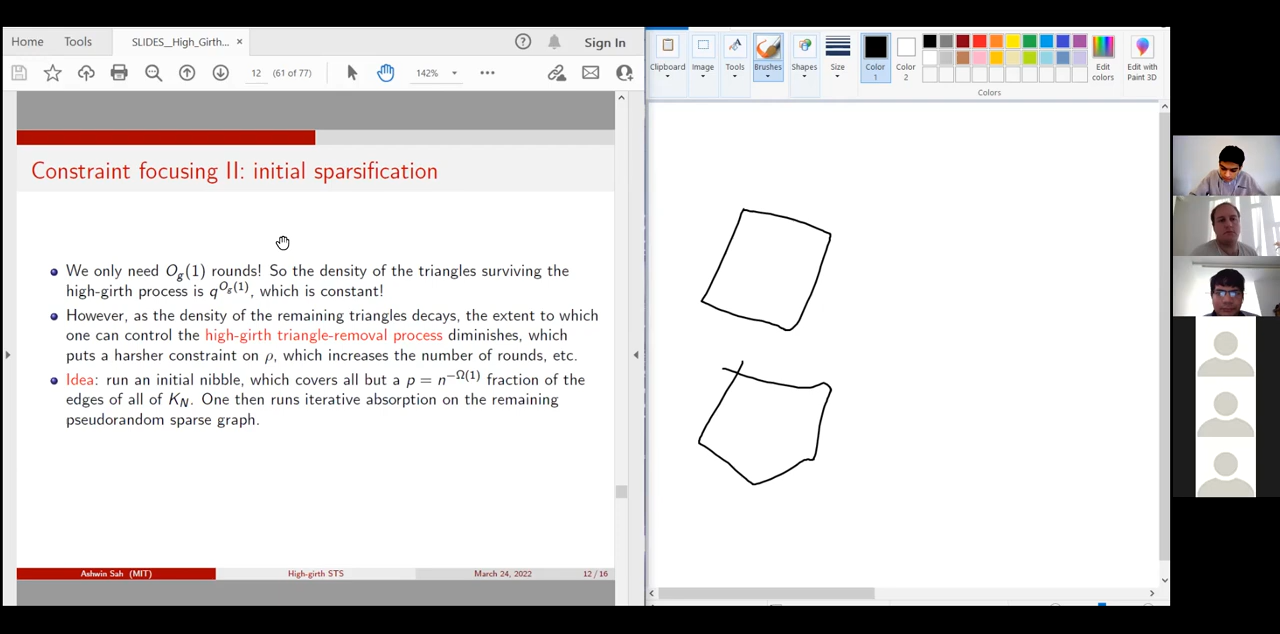 Home Tools SLIDES__High_Girth... × Sign In
12 (61 of 77) 142%
Constraint focusing II: initial sparsification
We only need O_g(1) rounds! So the density of the triangles surviving the
high-girth process is q^{O_g(1)}, which is constant!
However, as the density of the remaining triangles decays, the extent to which
one can control the high-girth triangle-removal process diminishes, which
puts a harsher constraint on ρ, which increases the number of rounds, etc.
Idea: run an initial nibble, which covers all but a p = n^{−Ω(1)} fraction of the
edges of all of K_N. One then runs iterative absorption on the remaining
pseudorandom sparse graph.
Ashwin Sah (MIT) High-girth STS March 24, 2022 12 / 16
Clipboard Image Tools Brushes Shapes Size Color 1 Color 2 Edit colors Edit with Paint 3D
Colors